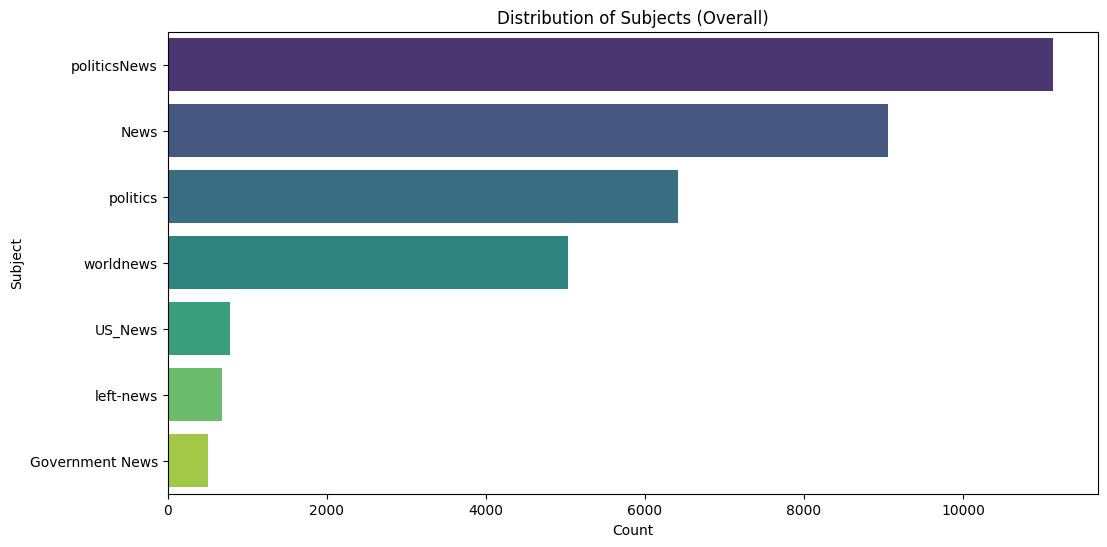 Distribution of Subjects (Overall)
politicsNews
News
politics
worldnews
US_News
left-news
Government News
Subject
0 2000 4000 6000 8000 10000
Count